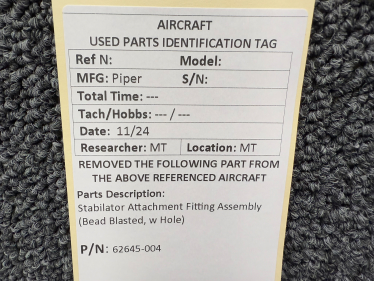 AIRCRAFT
USED PARTS IDENTIFICATION TAG
Ref N: Model:
MFG: Piper S/N:
Total Time: ---
Tach/Hobbs: --- / ---
Date: 11/24
Researcher: MT Location: MT
REMOVED THE FOLLOWING PART FROM
THE ABOVE REFERENCED AIRCRAFT
Parts Description:
Stabilator Attachment Fitting Assembly
(Bead Blasted, w Hole)
P/N: 62645-004